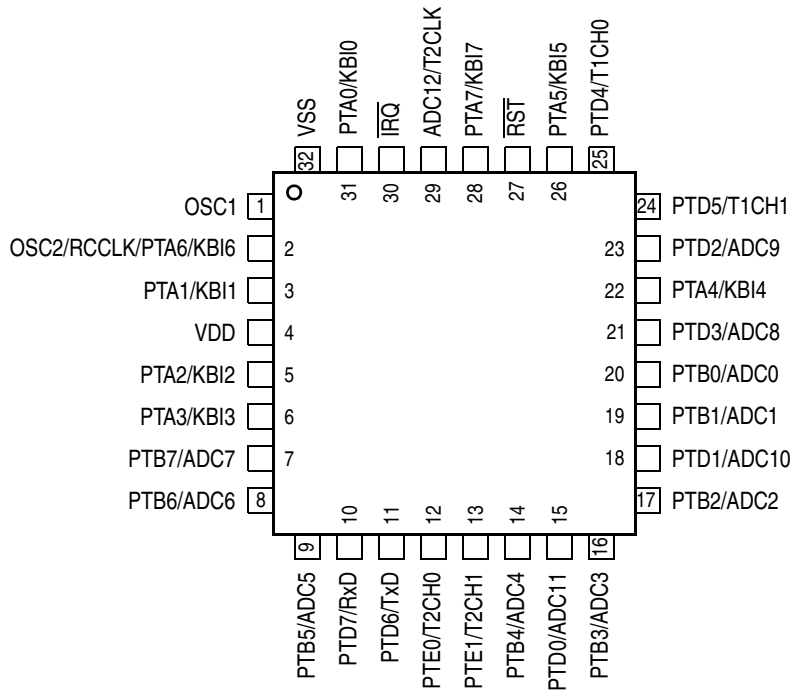 VSS
PTA0/KBI0
IRQ
ADC12/T2CLK
PTA7/KBI7
RST
PTA5/KBI5
PTD4/T1CH0
32
31
30
29
28
27
26
25
OSC1 1
OSC2/RCCLK/PTA6/KBI6 2
PTA1/KBI1 3
VDD 4
PTA2/KBI2 5
PTA3/KBI3 6
PTB7/ADC7 7
PTB6/ADC6 8
24 PTD5/T1CH1
23 PTD2/ADC9
22 PTA4/KBI4
21 PTD3/ADC8
20 PTB0/ADC0
19 PTB1/ADC1
18 PTD1/ADC10
17 PTB2/ADC2
9
10
11
12
13
14
15
16
PTB5/ADC5
PTD7/RxD
PTD6/TxD
PTE0/T2CH0
PTE1/T2CH1
PTB4/ADC4
PTD0/ADC11
PTB3/ADC3